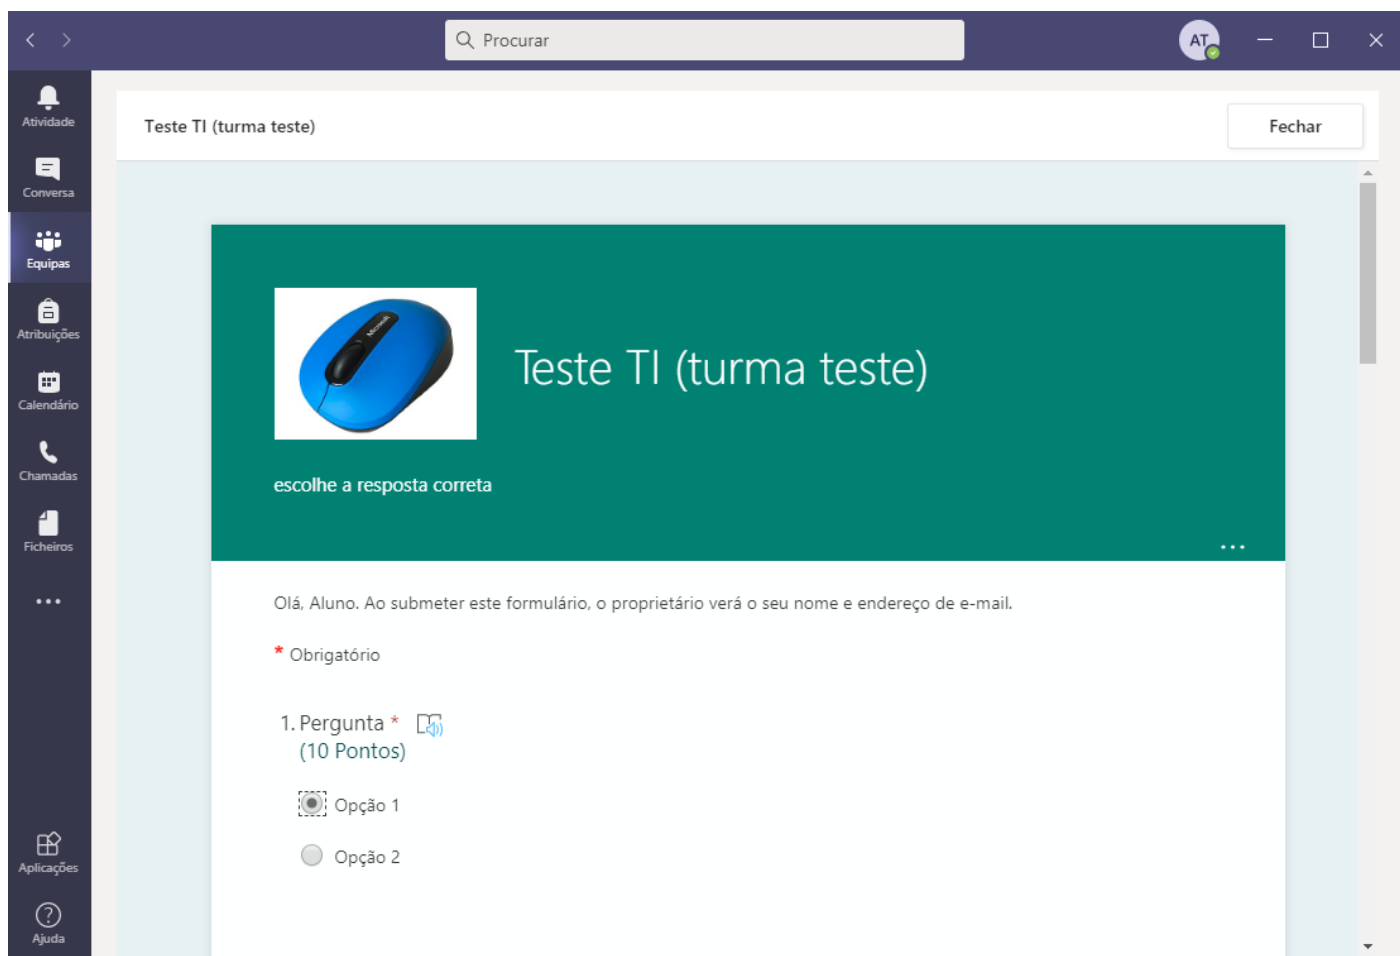 Procurar
AT
Atividade
Conversa
Equipas
Atribuições
Calendário
Chamadas
Ficheiros
Aplicações
Ajuda
Teste TI (turma teste)
Fechar
Microsoft
Teste TI (turma teste)
escolhe a resposta correta
Olá, Aluno. Ao submeter este formulário, o proprietário verá o seu nome e endereço de e-mail.
* Obrigatório
1. Pergunta *
(10 Pontos)
Opção 1
Opção 2